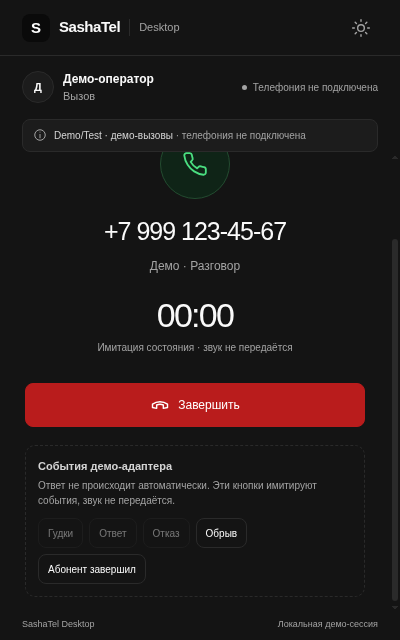 S SashaTel Desktop
Д Демо-оператор
Вызов
Телефония не подключена
Demo/Test · демо-вызовы · телефония не подключена
+7 999 123-45-67
Демо · Разговор
00:00
Имитация состояния · звук не передаётся
Завершить
События демо-адаптера
Ответ не происходит автоматически. Эти кнопки имитируют
события, звук не передаётся.
Гудки Ответ Отказ Обрыв
Абонент завершил
SashaTel Desktop Локальная демо-сессия